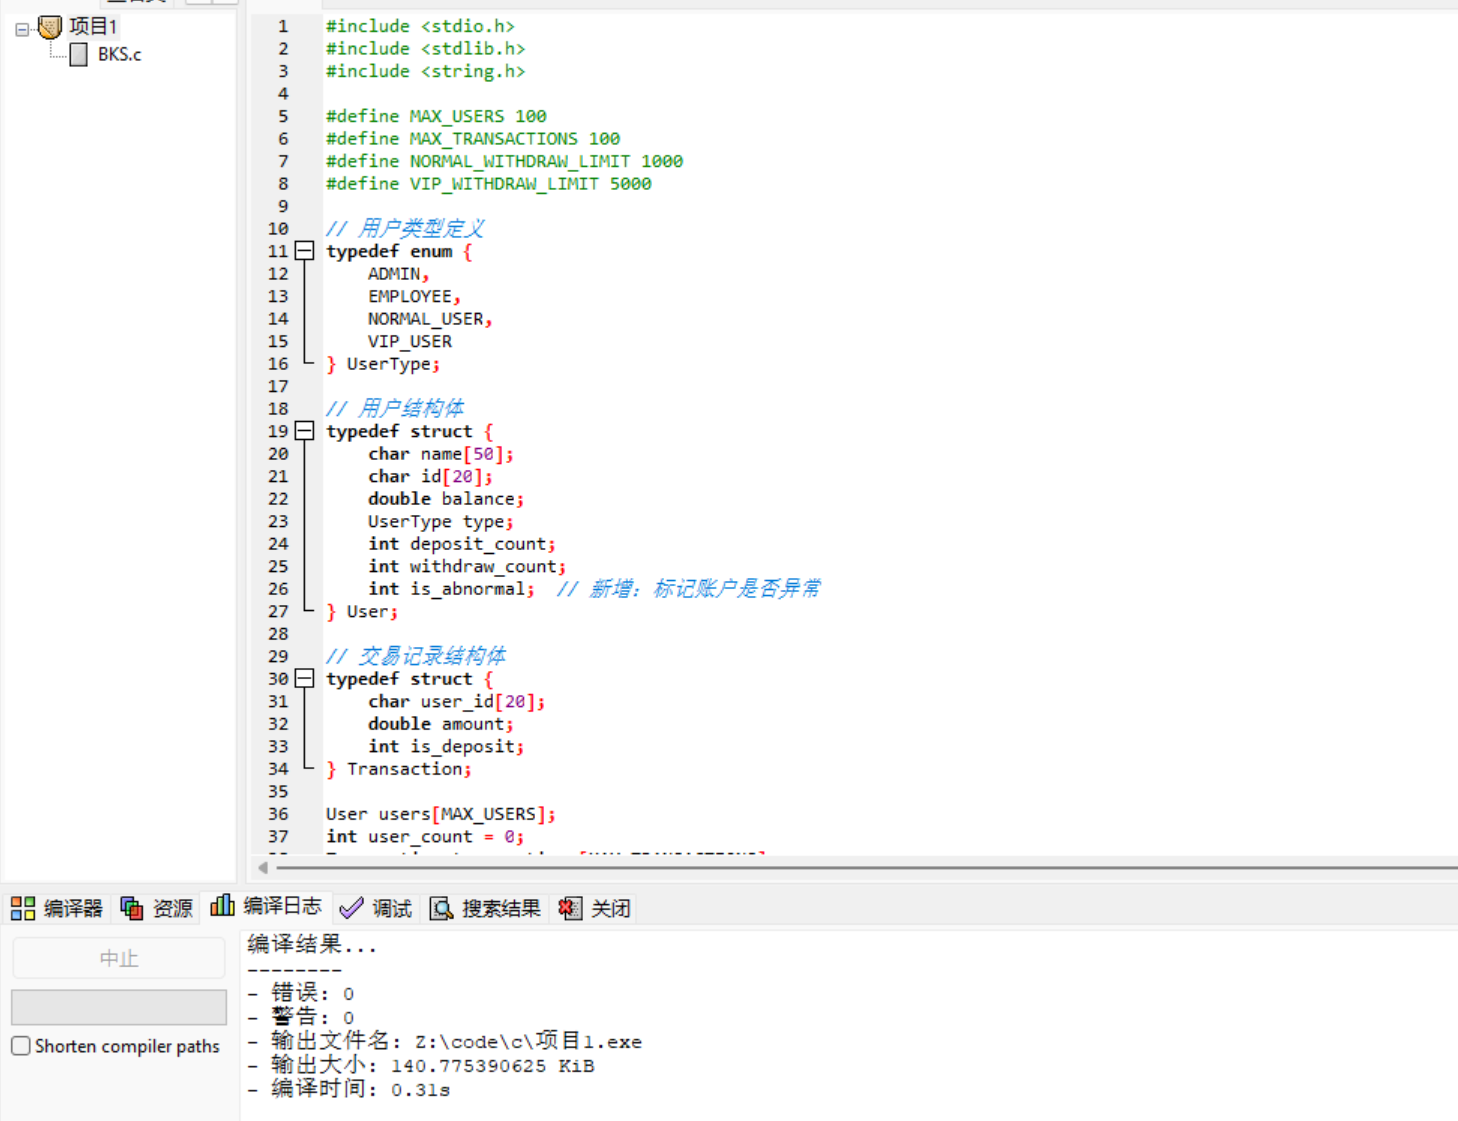 项目1
BKS.c
1 #include <stdio.h>
2 #include <stdlib.h>
3 #include <string.h>
4
5 #define MAX_USERS 100
6 #define MAX_TRANSACTIONS 100
7 #define NORMAL_WITHDRAW_LIMIT 1000
8 #define VIP_WITHDRAW_LIMIT 5000
9
10 // 用户类型定义
11 typedef enum {
12 ADMIN,
13 EMPLOYEE,
14 NORMAL_USER,
15 VIP_USER
16 } UserType;
17
18 // 用户结构体
19 typedef struct {
20 char name[50];
21 char id[20];
22 double balance;
23 UserType type;
24 int deposit_count;
25 int withdraw_count;
26 int is_abnormal; // 新增：标记账户是否异常
27 } User;
28
29 // 交易记录结构体
30 typedef struct {
31 char user_id[20];
32 double amount;
33 int is_deposit;
34 } Transaction;
35
36 User users[MAX_USERS];
37 int user_count = 0;
编译器 资源 编译日志 调试 搜索结果 关闭
中止
Shorten compiler paths
编译结果...
--------
- 错误: 0
- 警告: 0
- 输出文件名: Z:\code\c\项目1.exe
- 输出大小: 140.775390625 KiB
- 编译时间: 0.31s